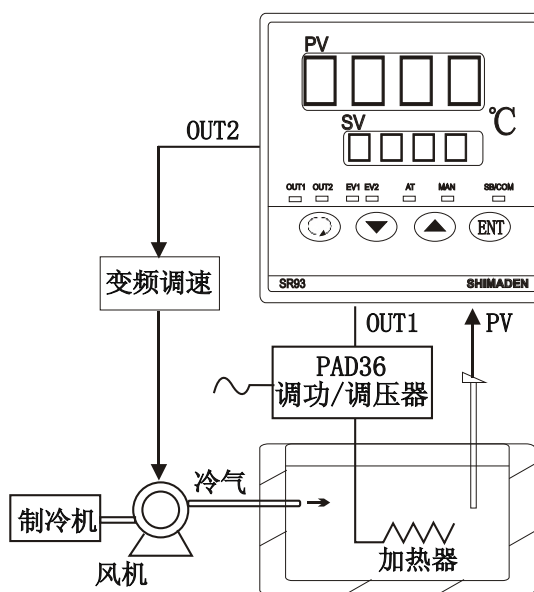 PV
℃
OUT2
SV
OUT1 OUT2 EV1 EV2 AT MAN SB/COM
ENT
变频调速
SR93 SHIMADEN
OUT1
PV
PAD36
调功/调压器
冷气
制冷机
加热器
风机